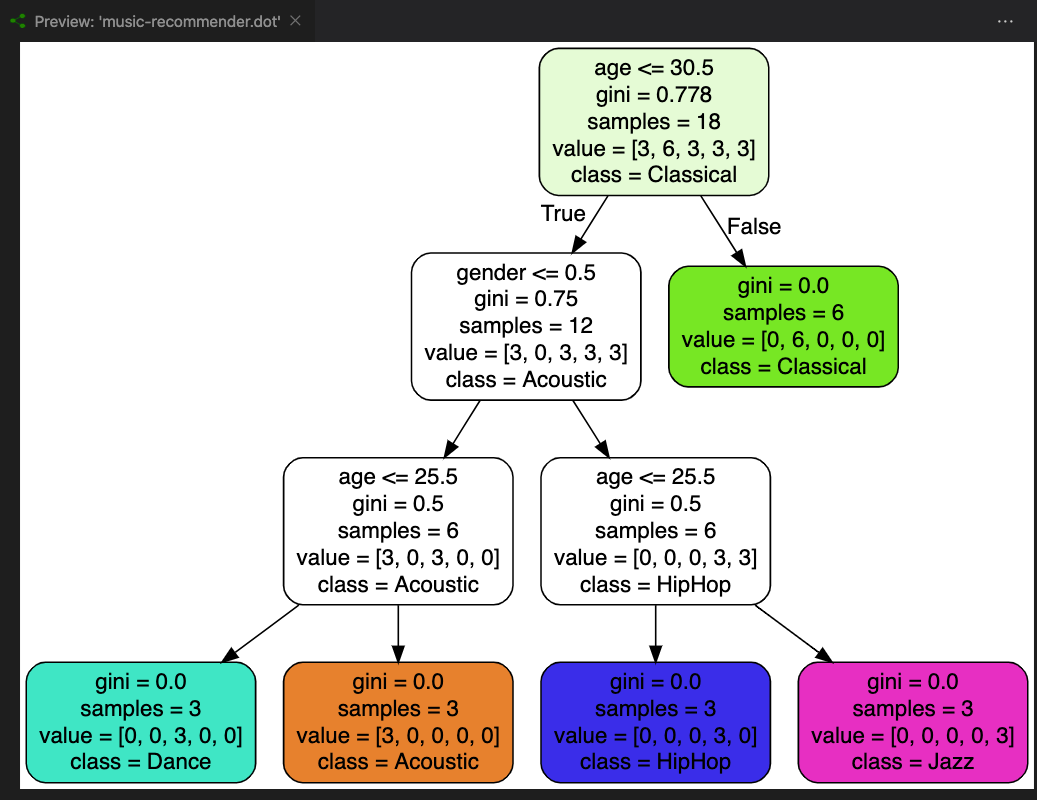 Preview: 'music-recommender.dot'
age <= 30.5
gini = 0.778
samples = 18
value = [3, 6, 3, 3, 3]
class = Classical
True
False
gender <= 0.5
gini = 0.75
samples = 12
value = [3, 0, 3, 3, 3]
class = Acoustic
gini = 0.0
samples = 6
value = [0, 6, 0, 0, 0]
class = Classical
age <= 25.5
gini = 0.5
samples = 6
value = [3, 0, 3, 0, 0]
class = Acoustic
age <= 25.5
gini = 0.5
samples = 6
value = [0, 0, 0, 3, 3]
class = HipHop
gini = 0.0
samples = 3
value = [0, 0, 3, 0, 0]
class = Dance
gini = 0.0
samples = 3
value = [3, 0, 0, 0, 0]
class = Acoustic
gini = 0.0
samples = 3
value = [0, 0, 0, 3, 0]
class = HipHop
gini = 0.0
samples = 3
value = [0, 0, 0, 0, 3]
class = Jazz